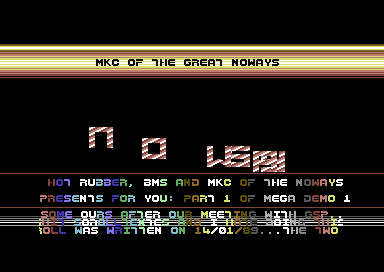 MKC OF THE GREAT NOWAYS
HOT RUBBER, BMS AND MKC OF THE NOWAYS
PRESENTS FOR YOU: PART 1 OF MEGA DEMO 1
SOME OURS AFTER OUR MEETING WITH GSP
ROLL WAS WRITTEN ON 14/01/89...THE TWO